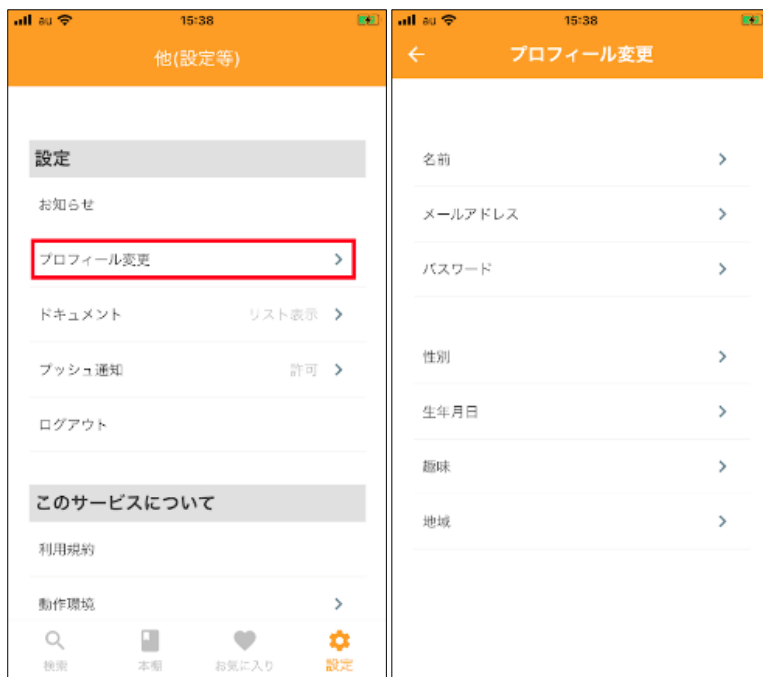 au 15:38
他(設定等)
設定
お知らせ
プロフィール変更
ドキュメント リスト表示
プッシュ通知 許可
ログアウト
このサービスについて
利用規約
動作環境
検索 本棚 お気に入り 設定
au 15:38
プロフィール変更
名前
メールアドレス
パスワード
性別
生年月日
趣味
地域